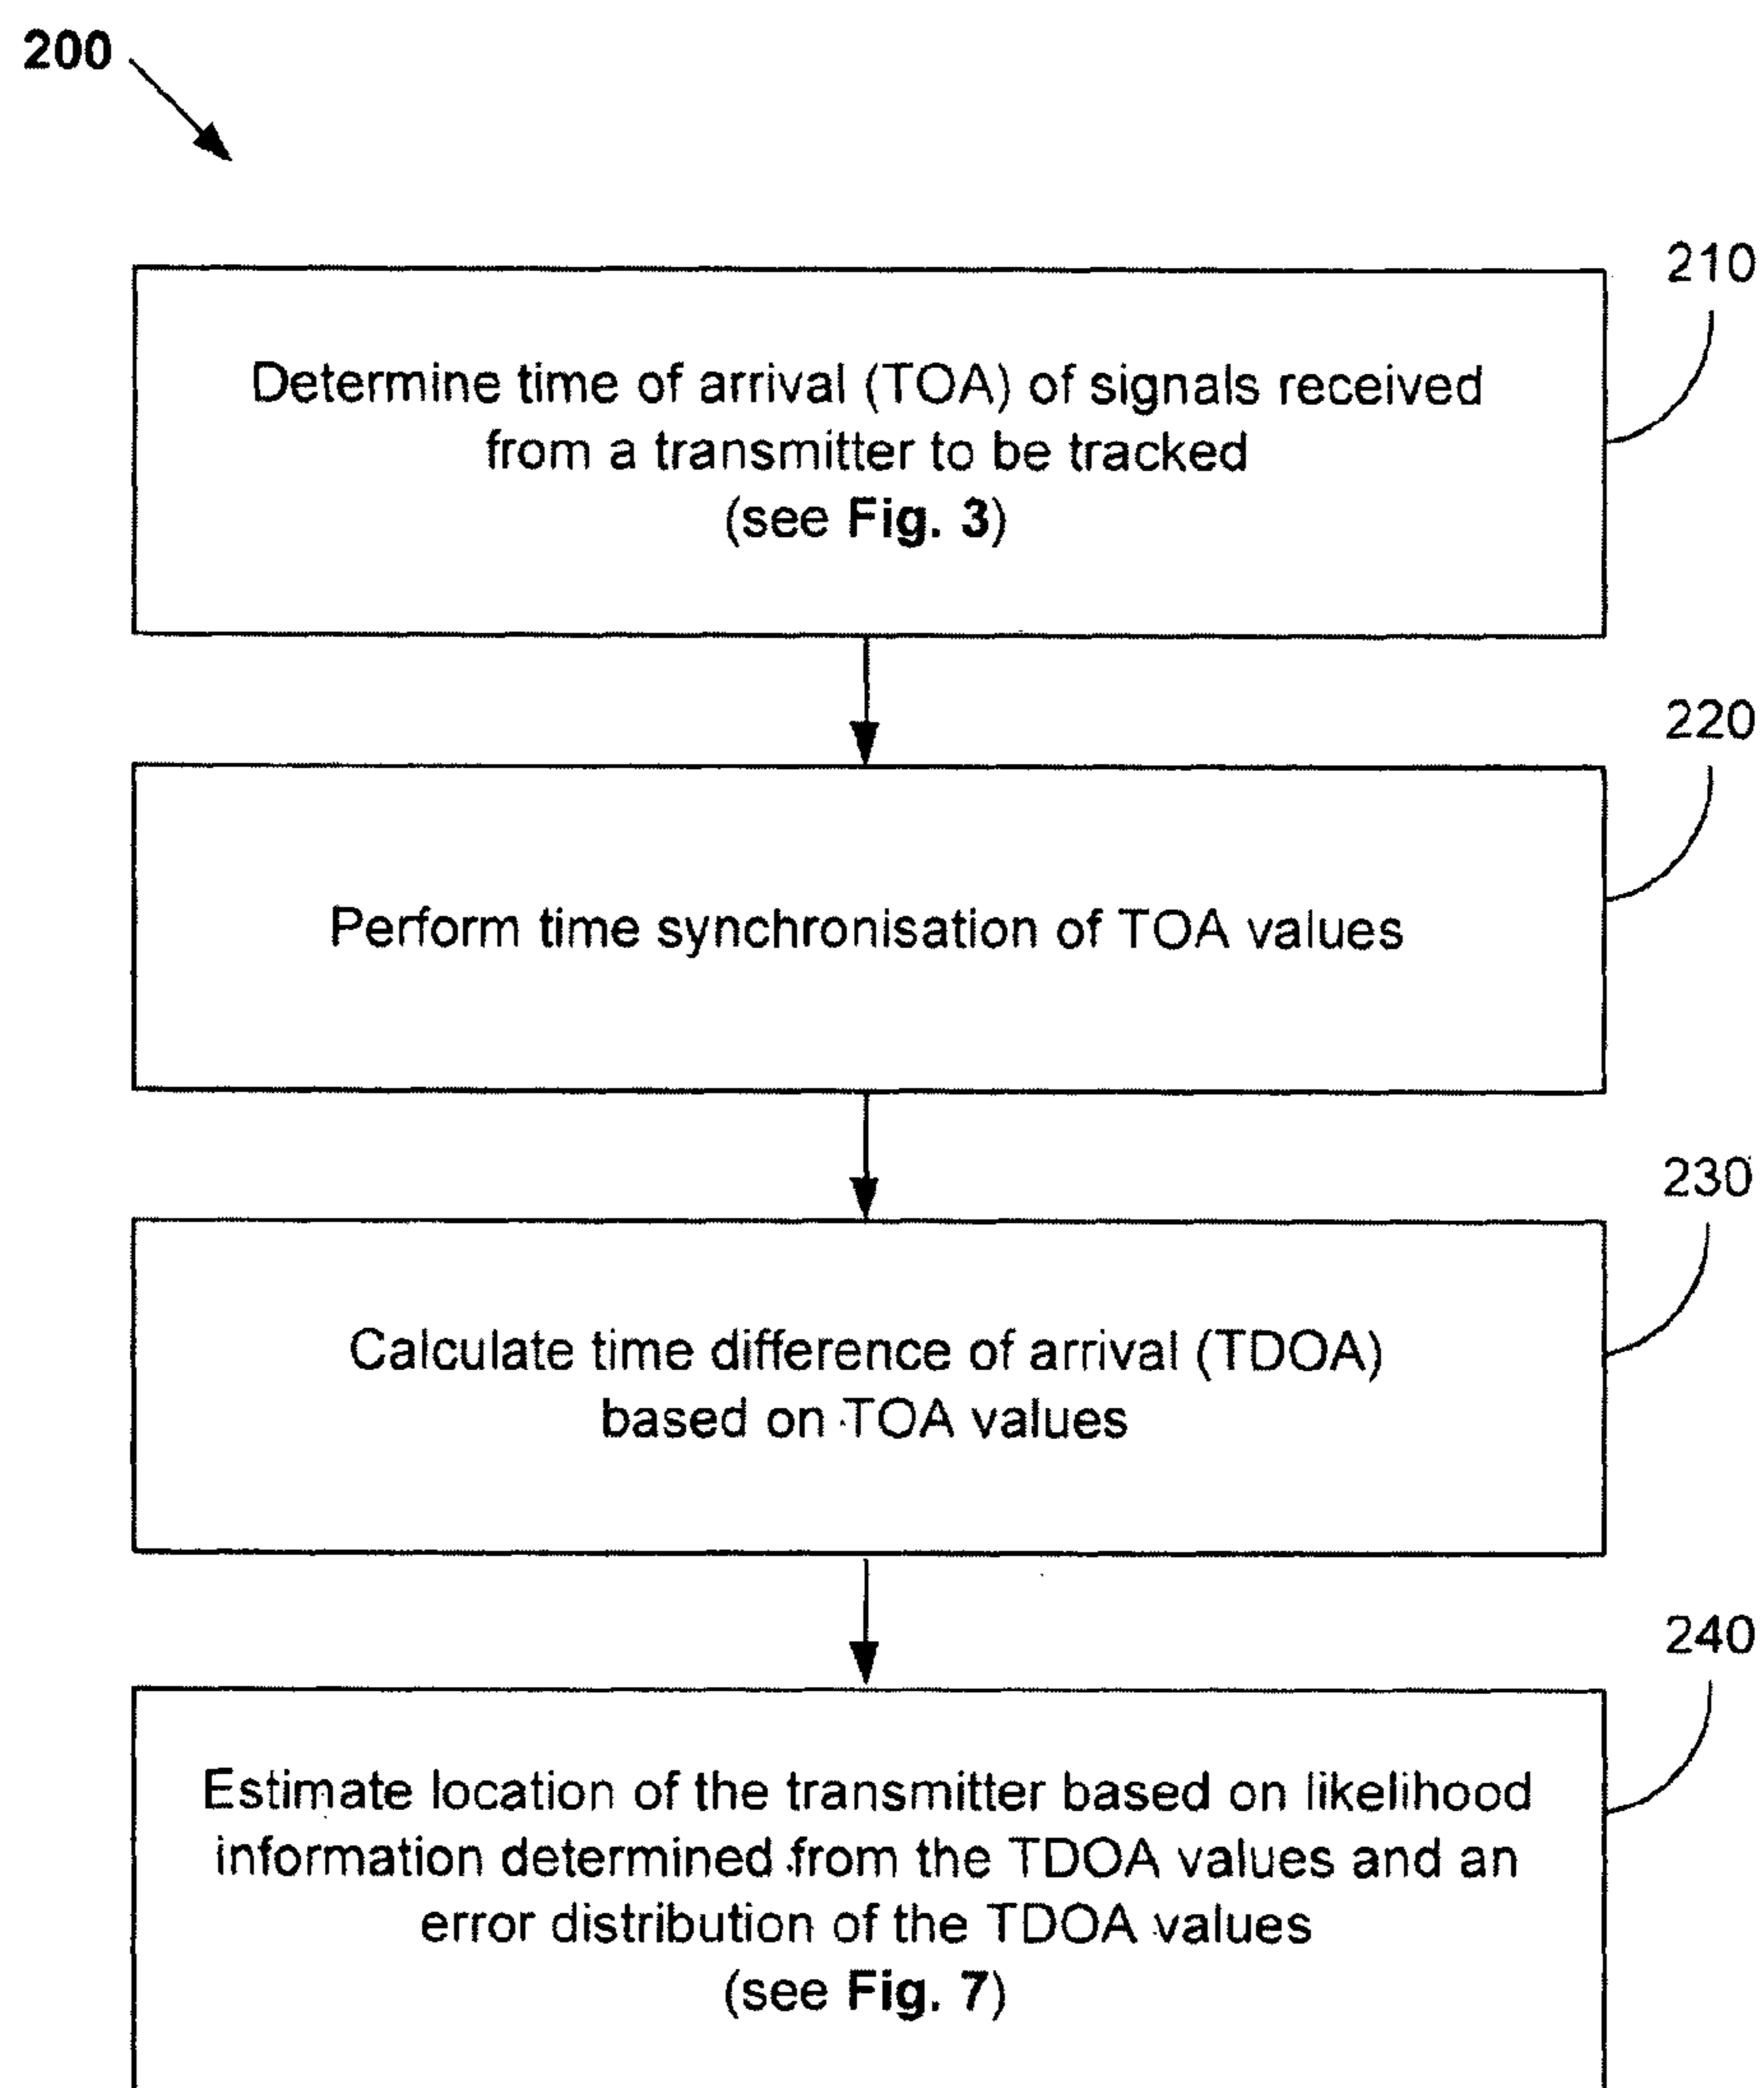 200
210
Determine time of arrival (TOA) of signals received
from a transmitter to be tracked
(see Fig. 3)
220
Perform time synchronisation of TOA values
230
Calculate time difference of arrival (TDOA)
based on TOA values
240
Estimate location of the transmitter based on likelihood
information determined from the TDOA values and an
error distribution of the TDOA values
(see Fig. 7)